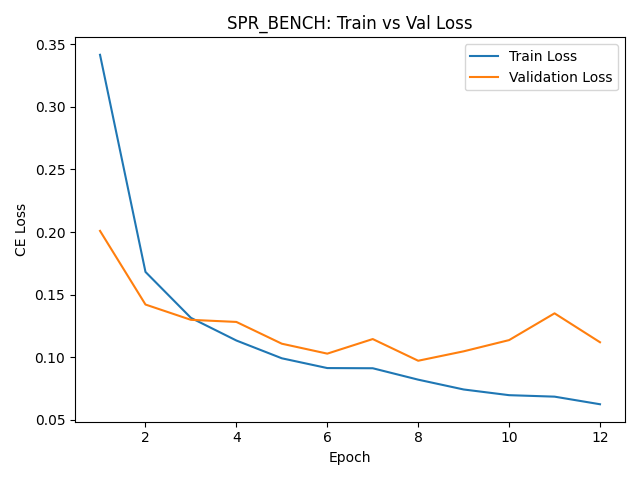 SPR_BENCH: Train vs Val Loss
Train Loss
Validation Loss
CE Loss
0.35
0.30
0.25
0.20
0.15
0.10
0.05
2 4 6 8 10 12
Epoch